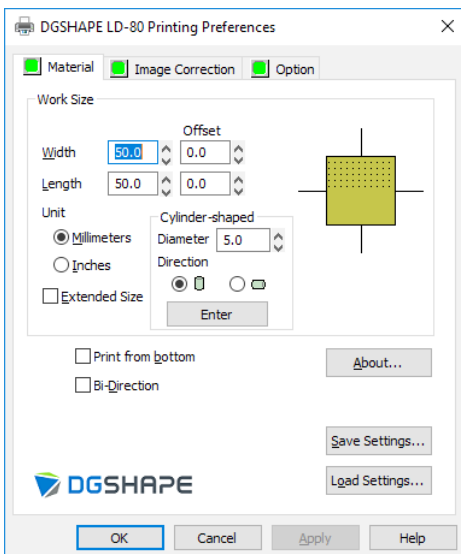 DGSHAPE LD-80 Printing Preferences
Material Image Correction Option
Work Size
Offset
Width 50.0 0.0
Length 50.0 0.0
Unit
Millimeters
Inches
Extended Size
Cylinder-shaped
Diameter 5.0
Direction
Enter
Print from bottom
Bi-Direction
About...
Save Settings...
Load Settings...
DGSHAPE
OK Cancel Apply Help